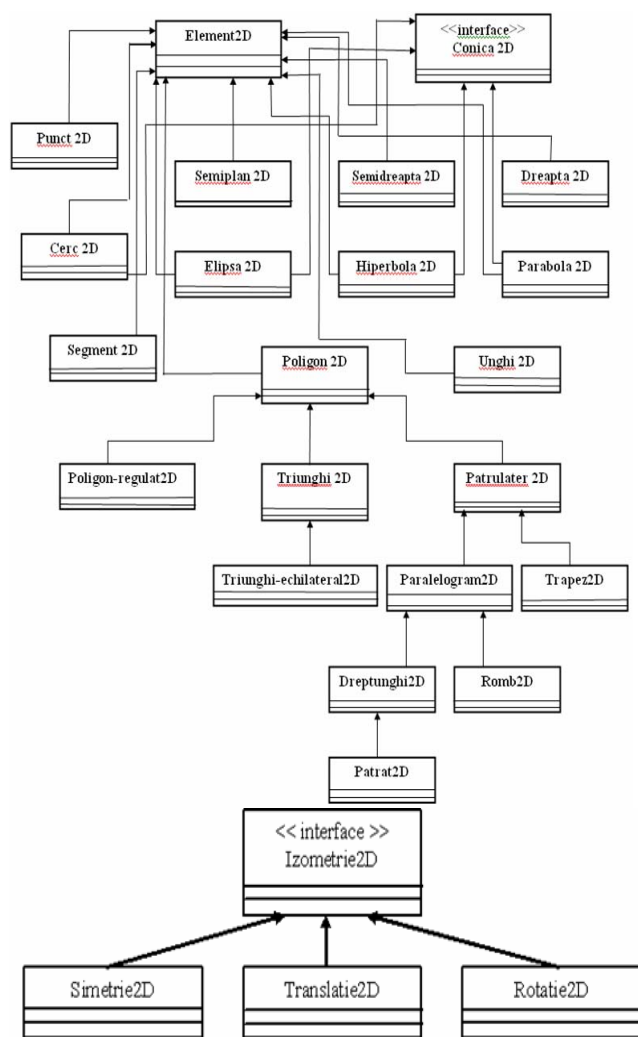 Element2D
<<interface>>
Conica 2D
Punct 2D
Semiplan 2D
Semidreapta 2D
Dreapta 2D
Cerc 2D
Elipsa 2D
Hiperbola 2D
Parabola 2D
Segment 2D
Poligon 2D
Unghi 2D
Poligon-regulat2D
Triunghi 2D
Patrulater 2D
Triunghi-echilateral2D
Paralelogram2D
Trapez2D
Dreptunghi2D
Romb2D
Patrat2D
<< interface >>
Izometrie2D
Simetrie2D
Translatie2D
Rotatie2D